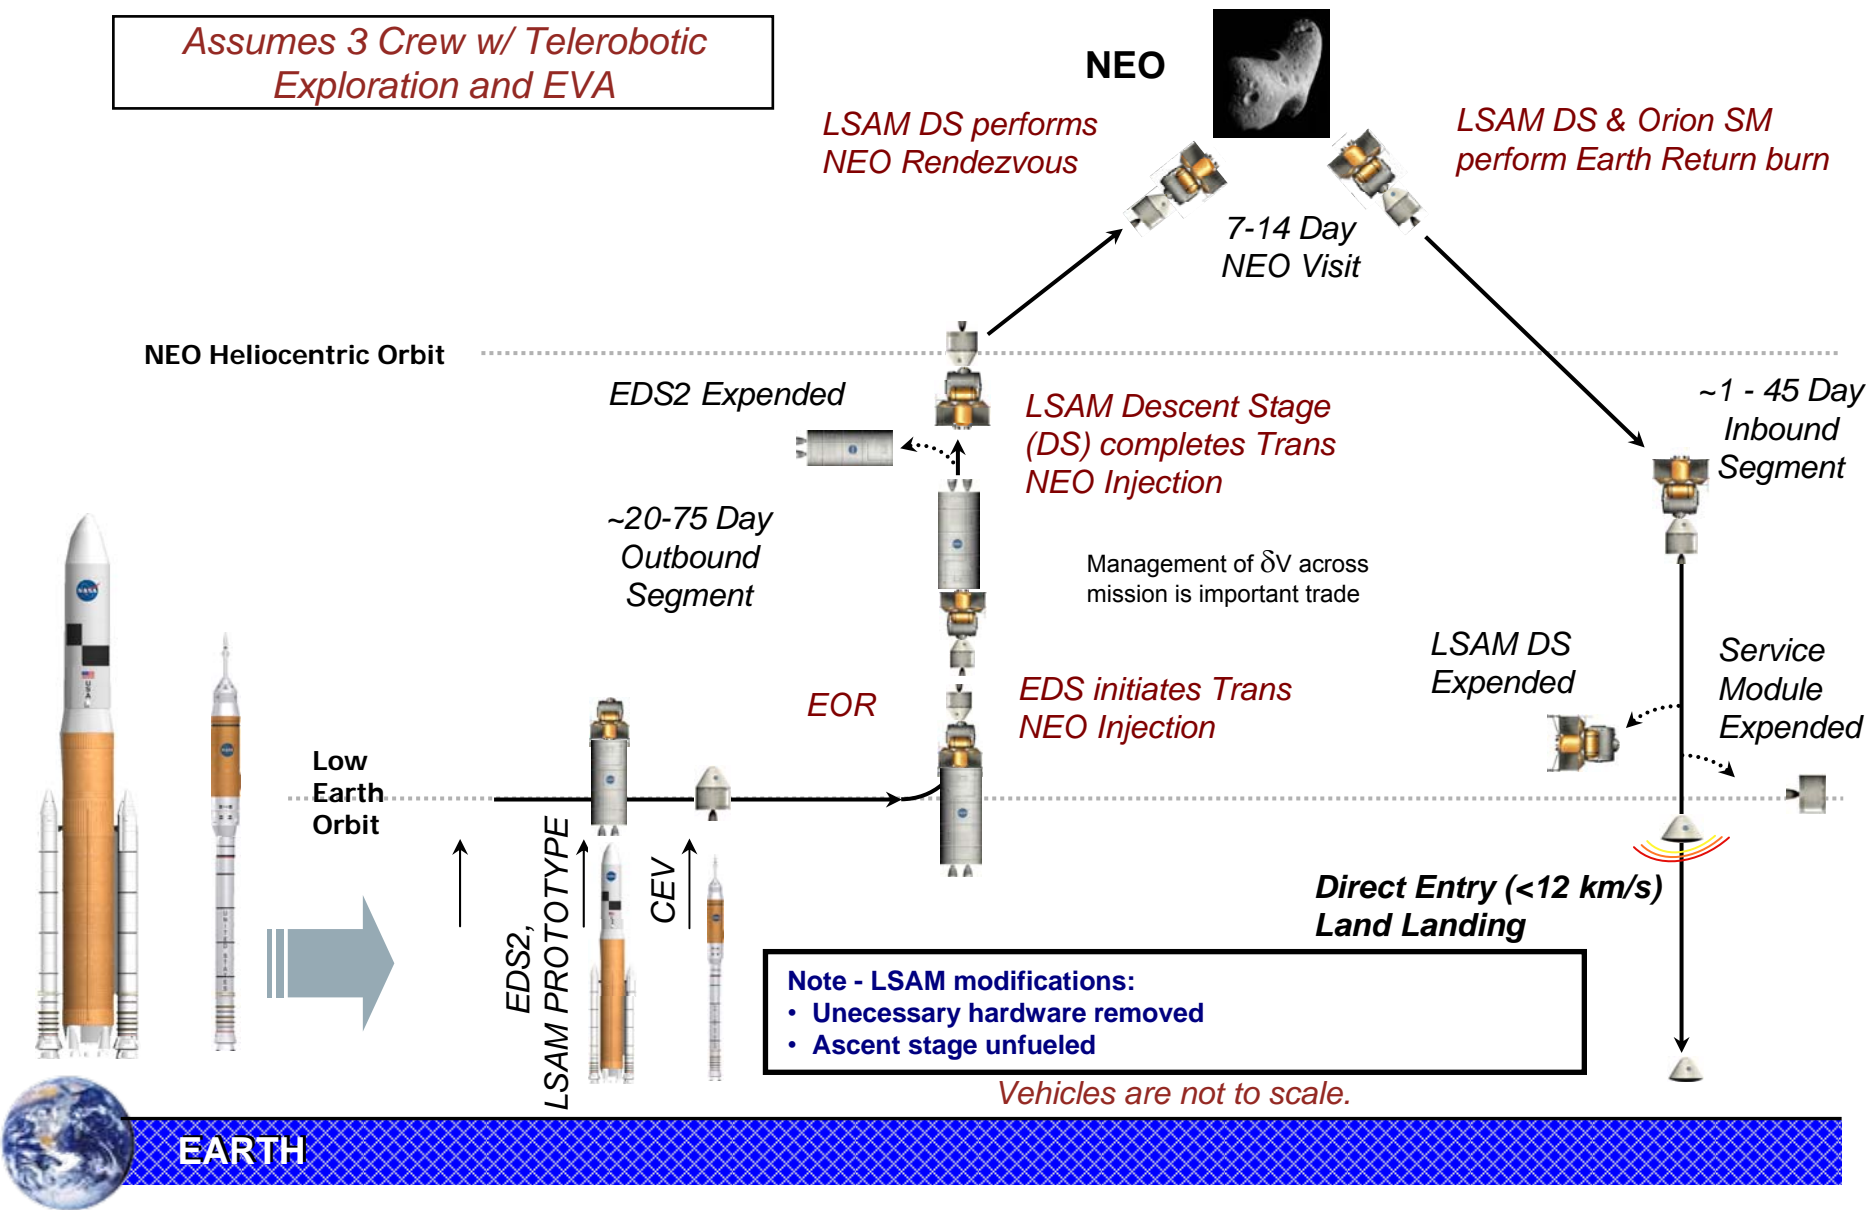 Assumes 3 Crew w/ Telerobotic
Exploration and EVA
NEO
LSAM DS performs
NEO Rendezvous
LSAM DS & Orion SM
perform Earth Return burn
7-14 Day
NEO Visit
NEO Heliocentric Orbit
EDS2 Expended
LSAM Descent Stage
(DS) completes Trans
NEO Injection
~1 - 45 Day
Inbound
Segment
~20-75 Day
Outbound
Segment
Management of δV across
mission is important trade
LSAM DS
Expended
Service
Module
Expended
EOR
EDS initiates Trans
NEO Injection
Low
Earth
Orbit
EDS2,
LSAM PROTOTYPE
CEV
Direct Entry (<12 km/s)
Land Landing
Note - LSAM modifications:
• Unecessary hardware removed
• Ascent stage unfueled
Vehicles are not to scale.
EARTH
NASA
USA
UNITED STATES